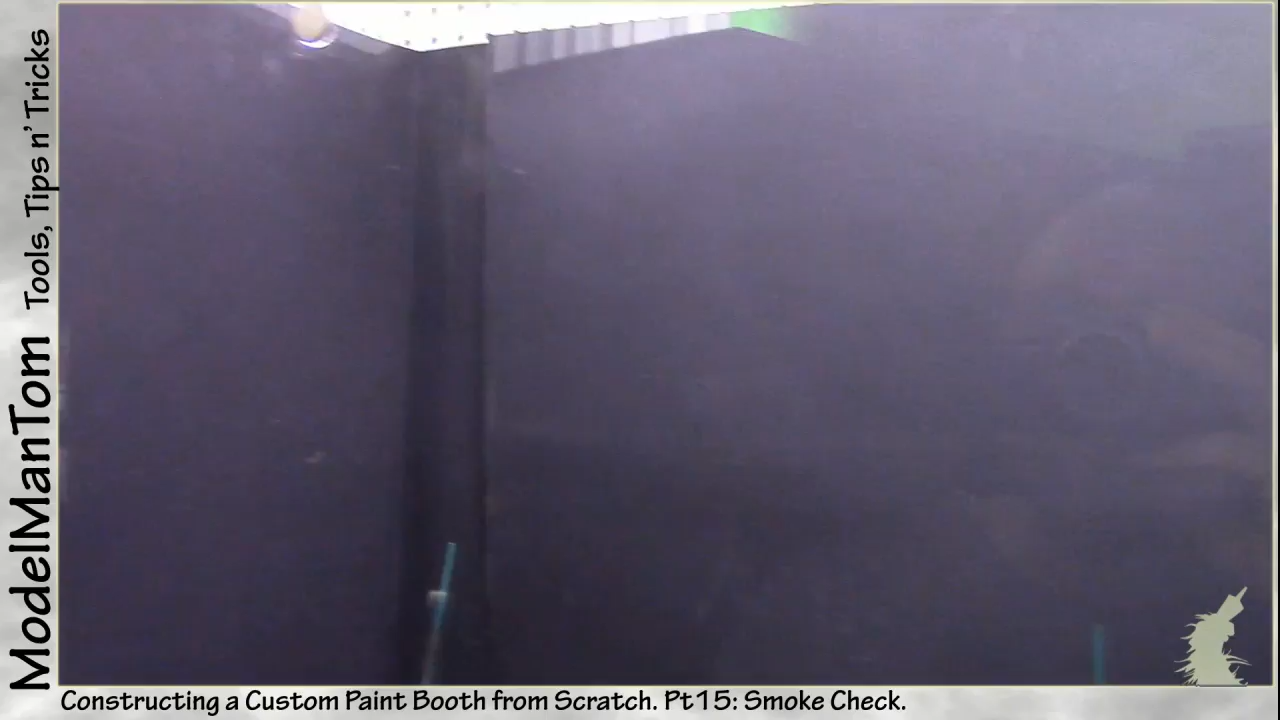 ModelManTom Tools, Tips n' Tricks
Constructing a Custom Paint Booth from Scratch. Pt15: Smoke Check.